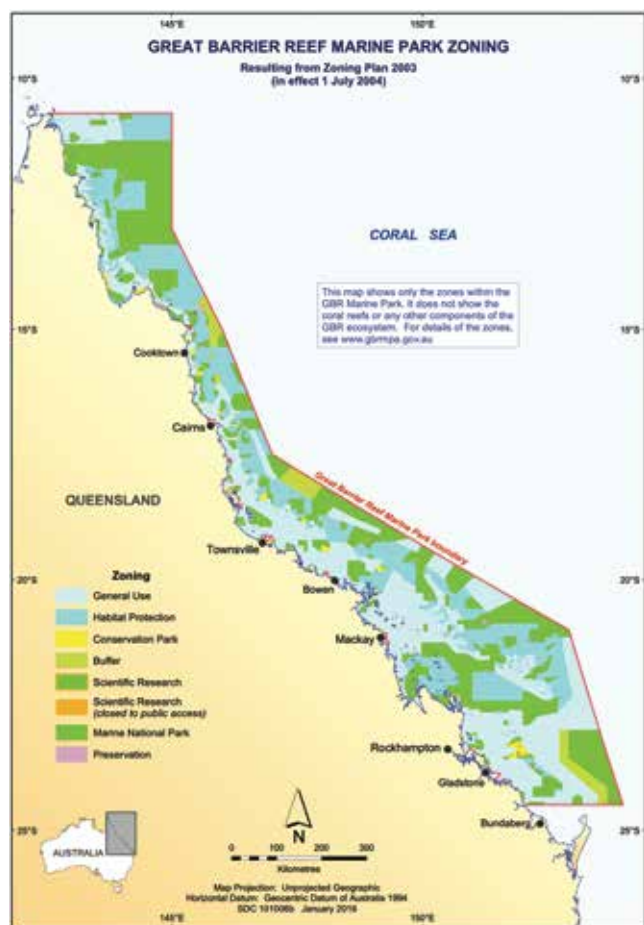 145°E
150°E
GREAT BARRIER REEF MARINE PARK ZONING
Resulting from Zoning Plan 2003
(in effect 1 July 2004)
10°S
10°S
CORAL SEA
This map shows only the zones within the
GBR Marine Park. It does not show the
coral reefs or any other components of the
GBR ecosystem. For details of the zones,
see www.gbrmpa.gov.au
15°S
15°S
Cooktown
Cairns
Great Barrier Reef Marine Park boundary
QUEENSLAND
Townsville
Zoning
20°S
20°S
General Use
Bowen
Habitat Protection
Conservation Park
Mackay
Buffer
Scientific Research
Scientific Research
(closed to public access)
Marine National Park
Preservation
Rockhampton
Gladstone
N
Bundaberg
25°S
25°S
AUSTRALIA
0 100 200 300
Kilometres
Map Projection: Unprojected Geographic
Horizontal Datum: Geocentric Datum of Australia 1994
SDC 101006b January 2016
145°E
150°E